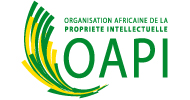 ORGANISATION AFRICAINE DE LA
PROPRIETE INTELLECTUELLE
OAPI